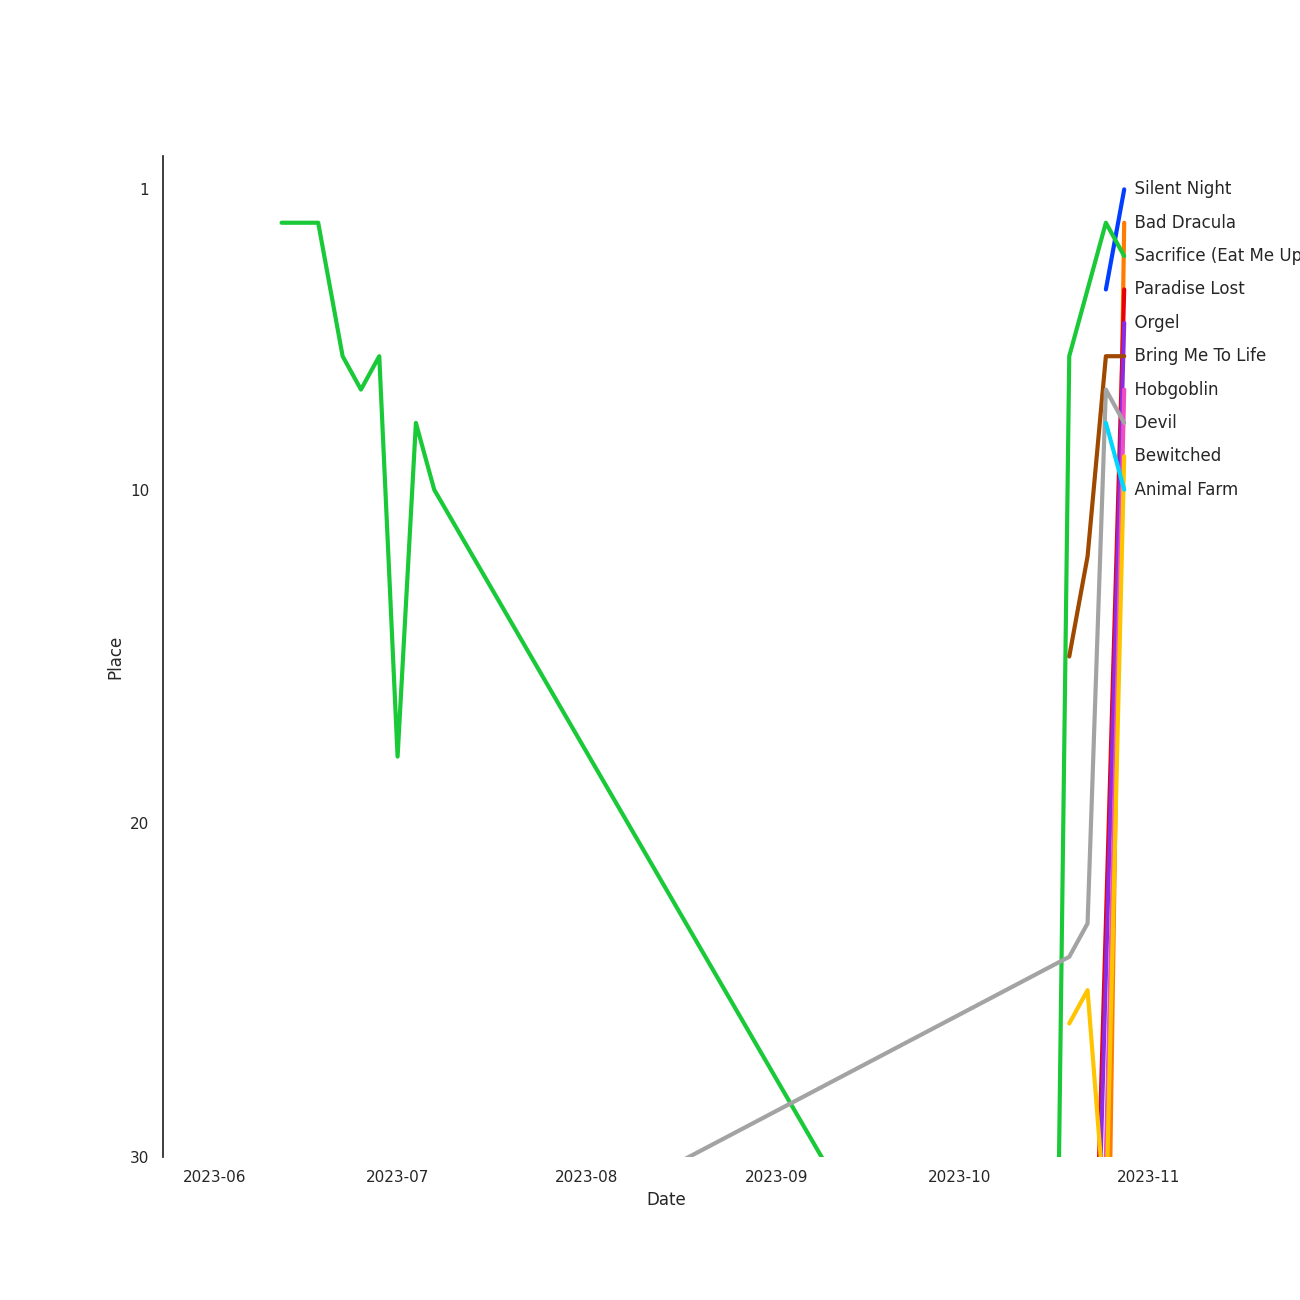 1
10
20
30
Place
Silent Night
Bad Dracula
Sacrifice (Eat Me Up
Paradise Lost
Orgel
Bring Me To Life
Hobgoblin
Devil
Bewitched
Animal Farm
2023-06 2023-07 2023-08 2023-09 2023-10 2023-11
Date